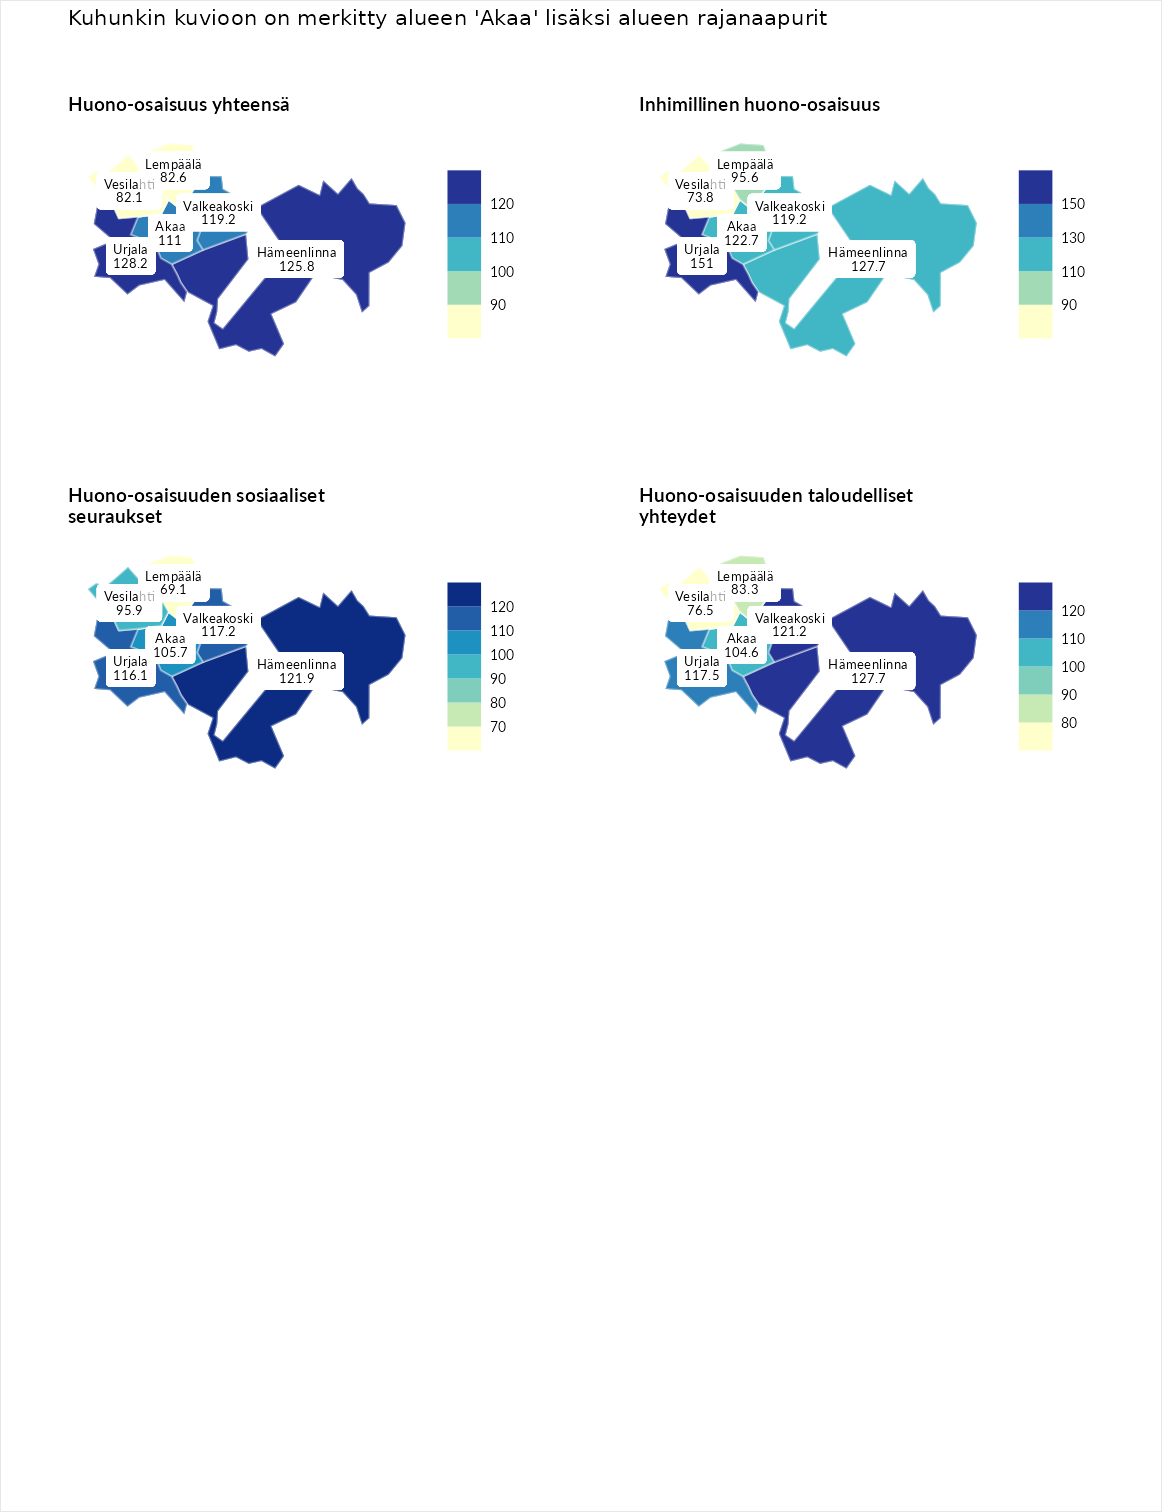 Kuhunkin kuvioon on merkitty alueen 'Akaa' lisäksi alueen rajanaapurit
Huono-osaisuus yhteensä
Lempäälä
82.6
Vesilahti
82.1
Valkeakoski
119.2
Akaa
111
Urjala
128.2
Hämeenlinna
125.8
120
110
100
90
Inhimillinen huono-osaisuus
Lempäälä
95.6
Vesilahti
73.8
Valkeakoski
119.2
Akaa
122.7
Urjala
151
Hämeenlinna
127.7
150
130
110
90
Huono-osaisuuden sosiaaliset
seuraukset
Lempäälä
69.1
Vesilahti
95.9
Valkeakoski
117.2
Akaa
105.7
Urjala
116.1
Hämeenlinna
121.9
120
110
100
90
80
70
Huono-osaisuuden taloudelliset
yhteydet
Lempäälä
83.3
Vesilahti
76.5
Valkeakoski
121.2
Akaa
104.6
Urjala
117.5
Hämeenlinna
127.7
120
110
100
90
80